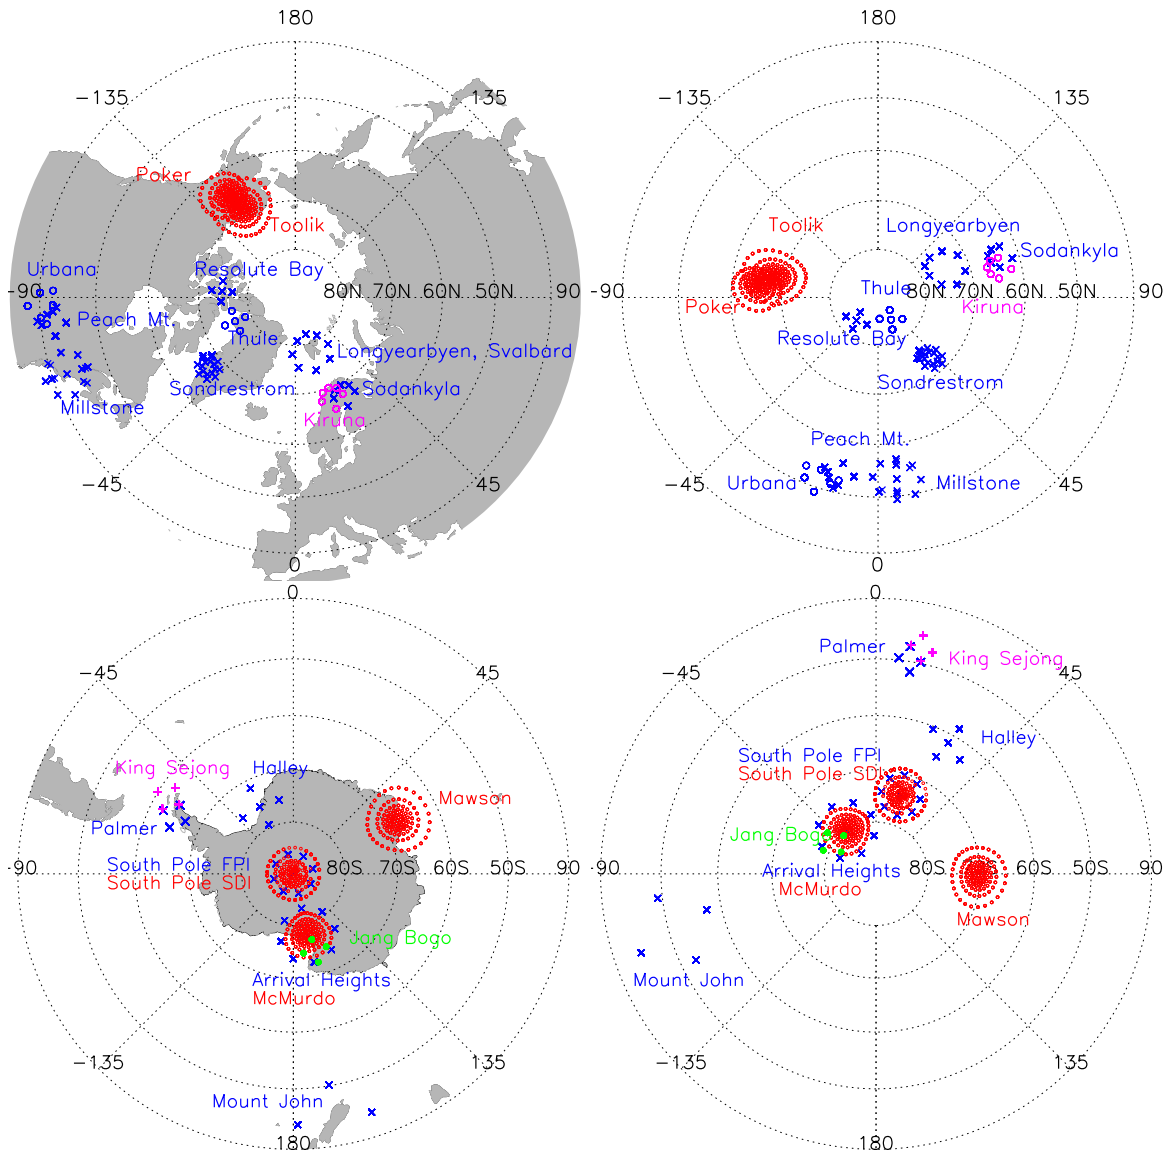 180
180
-135
135
-135
135
Poker
Toolik
Toolik
Longyearbyen
Sodankyla
Urbana
Resolute Bay
-90
80N 70N 60N 50N
90
-90
Thule
80N 70N 60N 50N
90
Poker
Kiruna
Peach Mt.
Thule
Resolute Bay
Longyearbyen, Svalbard
Sondrestrom
Sodankyla
Sondrestrom
Millstone
Kiruna
Peach Mt.
-45
45
-45
Urbana
Millstone
45
0
0
0
0
-45
45
Palmer
King Sejong
-45
45
King Sejong
Halley
Halley
South Pole FPI
South Pole SDI
Mawson
Palmer
Jang Bogo
South Pole FPI
-90
80S 70S 60S 50S
90
Arrival Heights
80S 70S 60S 50S
90
South Pole SDI
McMurdo
Jang Bogo
Mawson
Arrival Heights
McMurdo
Mount John
-135
135
-135
135
Mount John
180
180